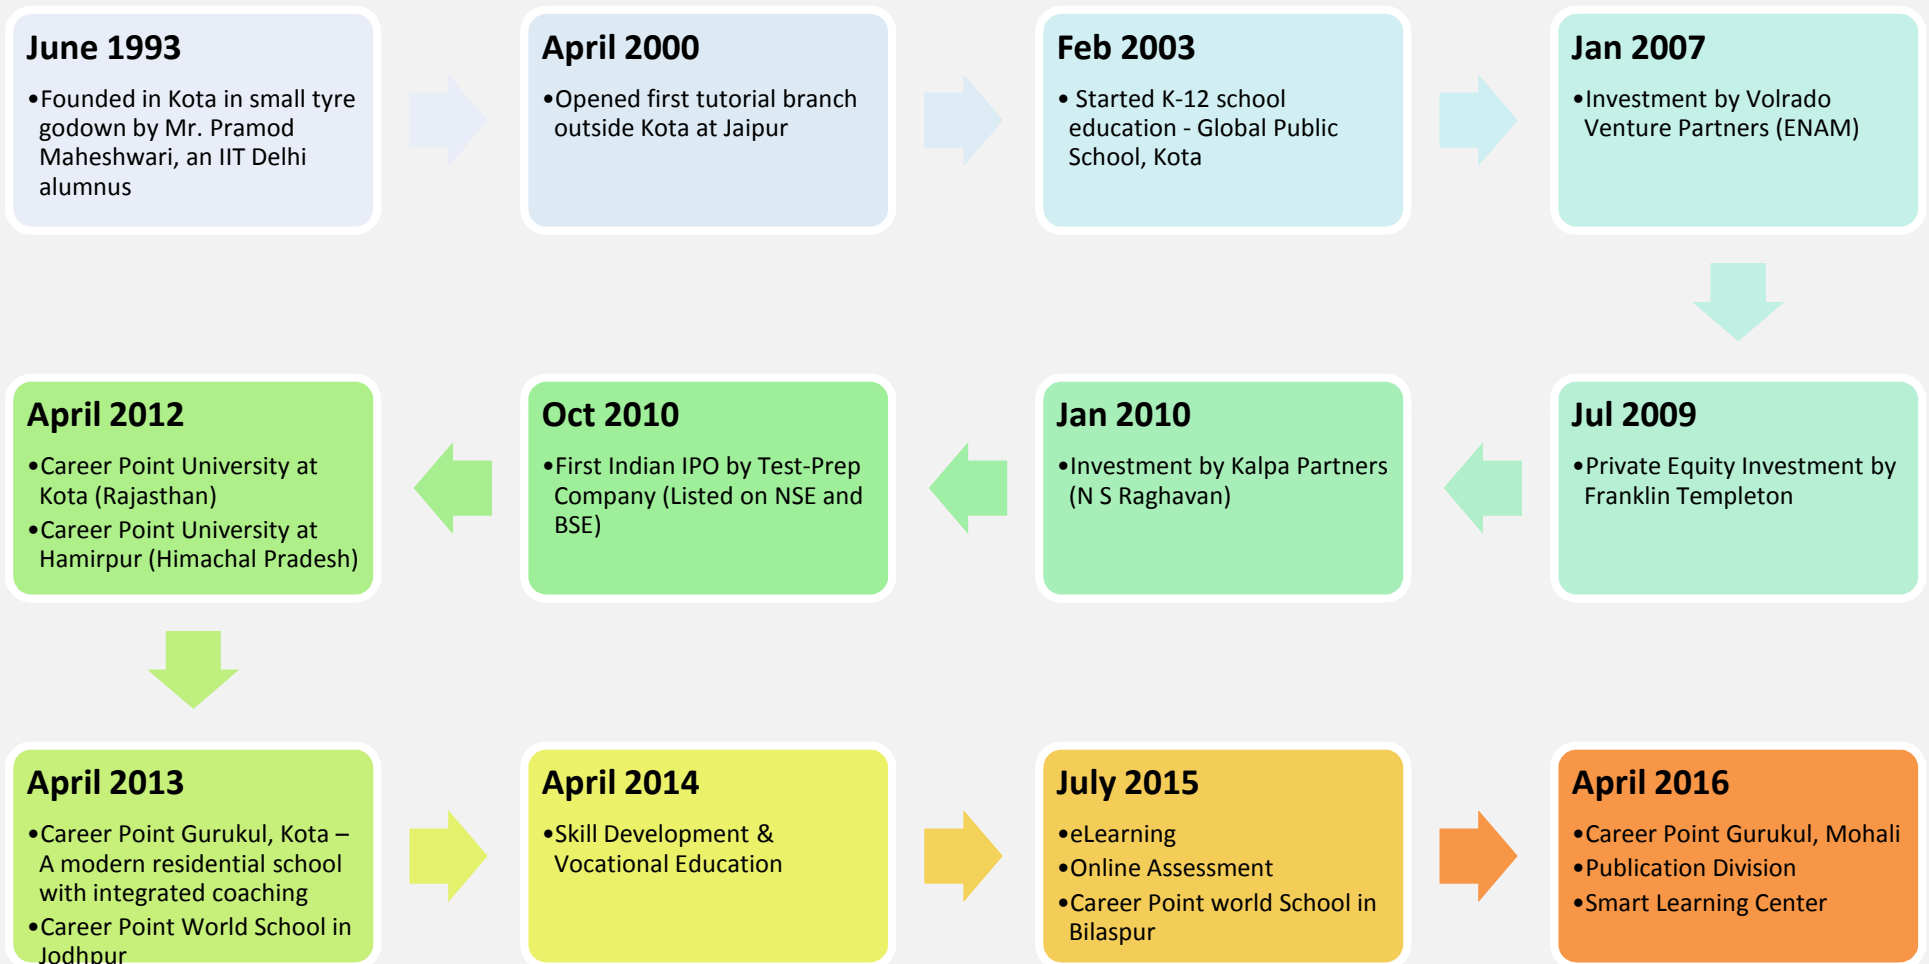 June 1993
•Founded in Kota in small tyre
godown by Mr. Pramod
Maheshwari, an IIT Delhi
alumnus
April 2000
•Opened first tutorial branch
outside Kota at Jaipur
Feb 2003
• Started K-12 school
education - Global Public
School, Kota
Jan 2007
•Investment by Volrado
Venture Partners (ENAM)
Jul 2009
•Private Equity Investment by
Franklin Templeton
Jan 2010
•Investment by Kalpa Partners
(N S Raghavan)
Oct 2010
•First Indian IPO by Test-Prep
Company (Listed on NSE and
BSE)
April 2012
•Career Point University at
Kota (Rajasthan)
•Career Point University at
Hamirpur (Himachal Pradesh)
April 2013
•Career Point Gurukul, Kota –
A modern residential school
with integrated coaching
•Career Point World School in
Jodhpur
April 2014
•Skill Development &
Vocational Education
July 2015
•eLearning
•Online Assessment
•Career Point world School in
Bilaspur
April 2016
•Career Point Gurukul, Mohali
•Publication Division
•Smart Learning Center